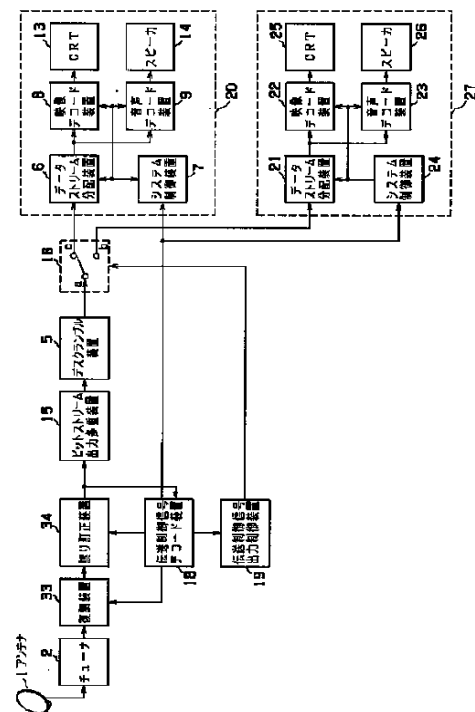 1 アンテナ
2
チューナ
33
復調装置
34
誤り訂正装置
15
ビットストリーム
出力多重装置
5
デスクランブル
装置
16
a
b
18
伝送制御信号
デコード装置
19
伝送制御信号
出力制御装置
6
データ
ストリーム
分配装置
7
システム
制御装置
8
映像
デコード
装置
9
音声
デコード
装置
13
CRT
14
スピーカ
20
21
データ
ストリーム
分配装置
24
システム
制御装置
22
映像
デコード
装置
23
音声
デコード
装置
25
CRT
26
スピーカ
27